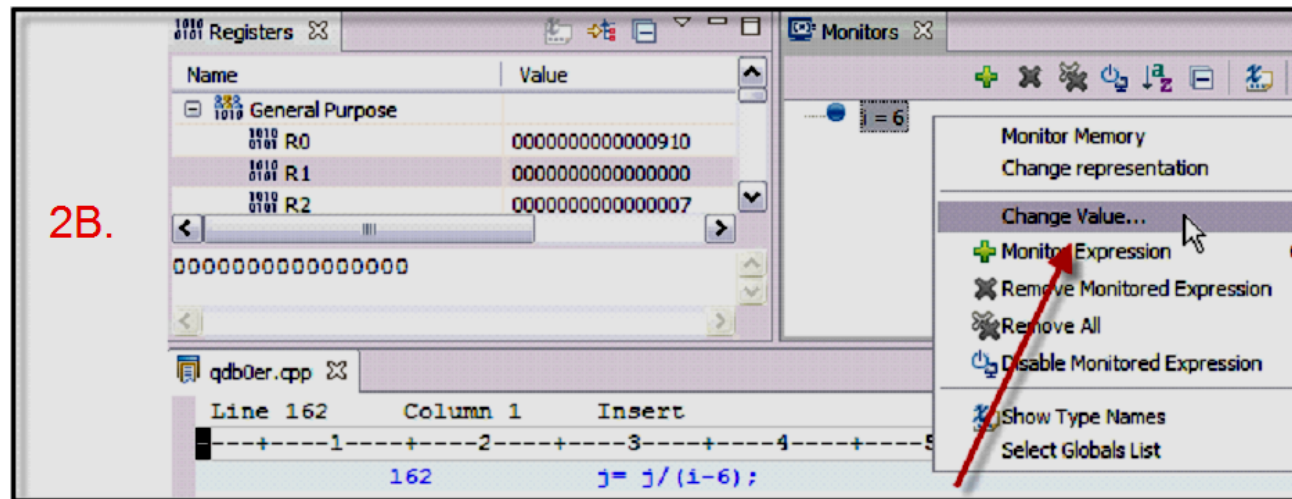 2B.
Registers
Name Value
General Purpose
R0 0000000000000910
R1 0000000000000000
R2 0000000000000007
0000000000000000
Monitors
i = 6
Monitor Memory
Change representation
Change Value...
Monitor Expression
Remove Monitored Expression
Remove All
Disable Monitored Expression
Show Type Names
Select Globals List
qdb0er.cpp
Line 162 Column 1 Insert
----+----1----+----2----+----3----+----4----+----5
162 j= j/(i-6);